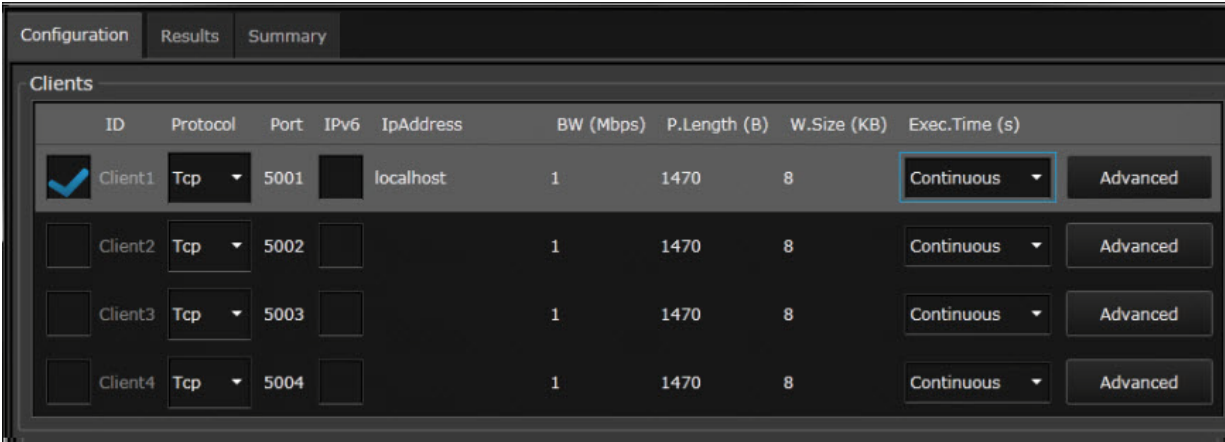 Configuration Results Summary
Clients
ID Protocol Port IPv6 IpAddress BW (Mbps) P.Length (B) W.Size (KB) Exec.Time (s)
Client1 Tcp 5001 localhost 1 1470 8 Continuous Advanced
Client2 Tcp 5002 1 1470 8 Continuous Advanced
Client3 Tcp 5003 1 1470 8 Continuous Advanced
Client4 Tcp 5004 1 1470 8 Continuous Advanced